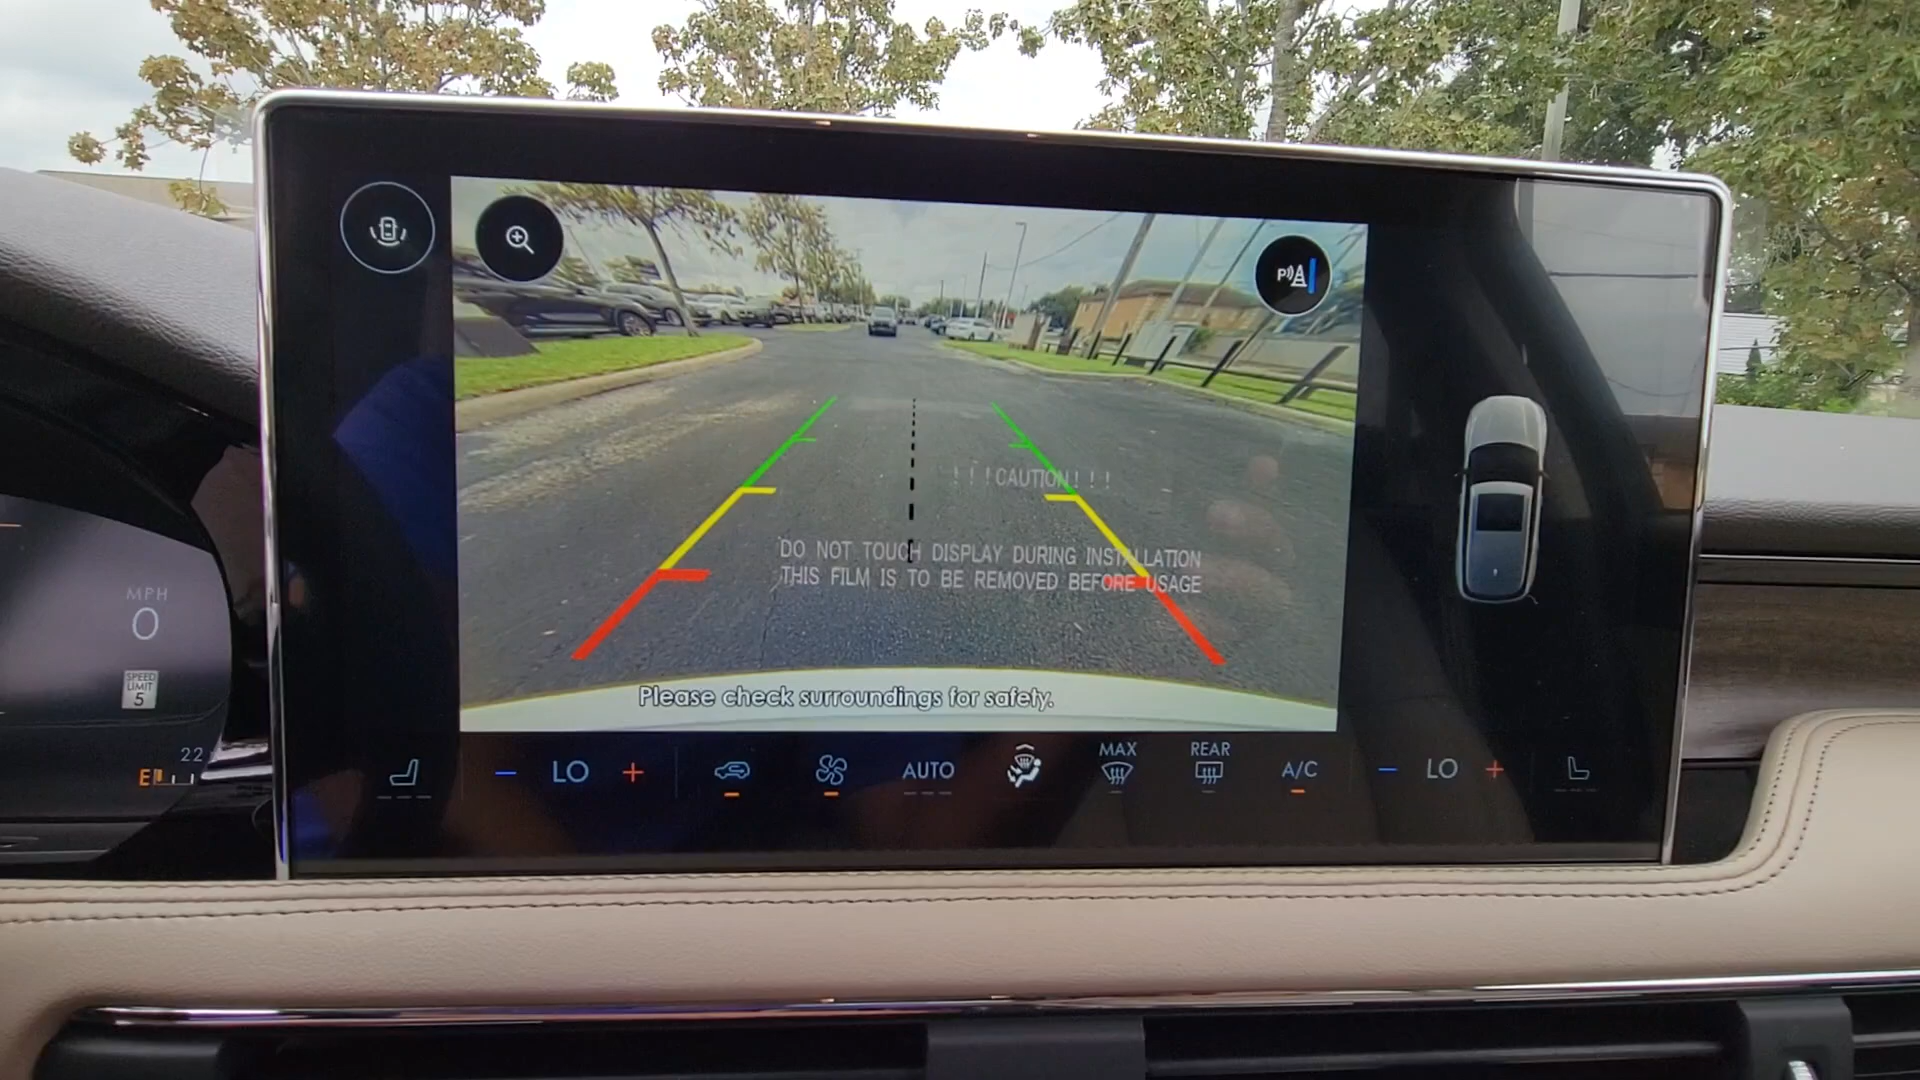 P
! ! ! CAUTION ! ! !
DO NOT TOUCH DISPLAY DURING INSTALLATION
THIS FILM IS TO BE REMOVED BEFORE USAGE
Please check surroundings for safety.
MPH
0
SPEED
LIMIT
5
22
E
− LO +
AUTO
MAX
REAR
A/C
− LO +